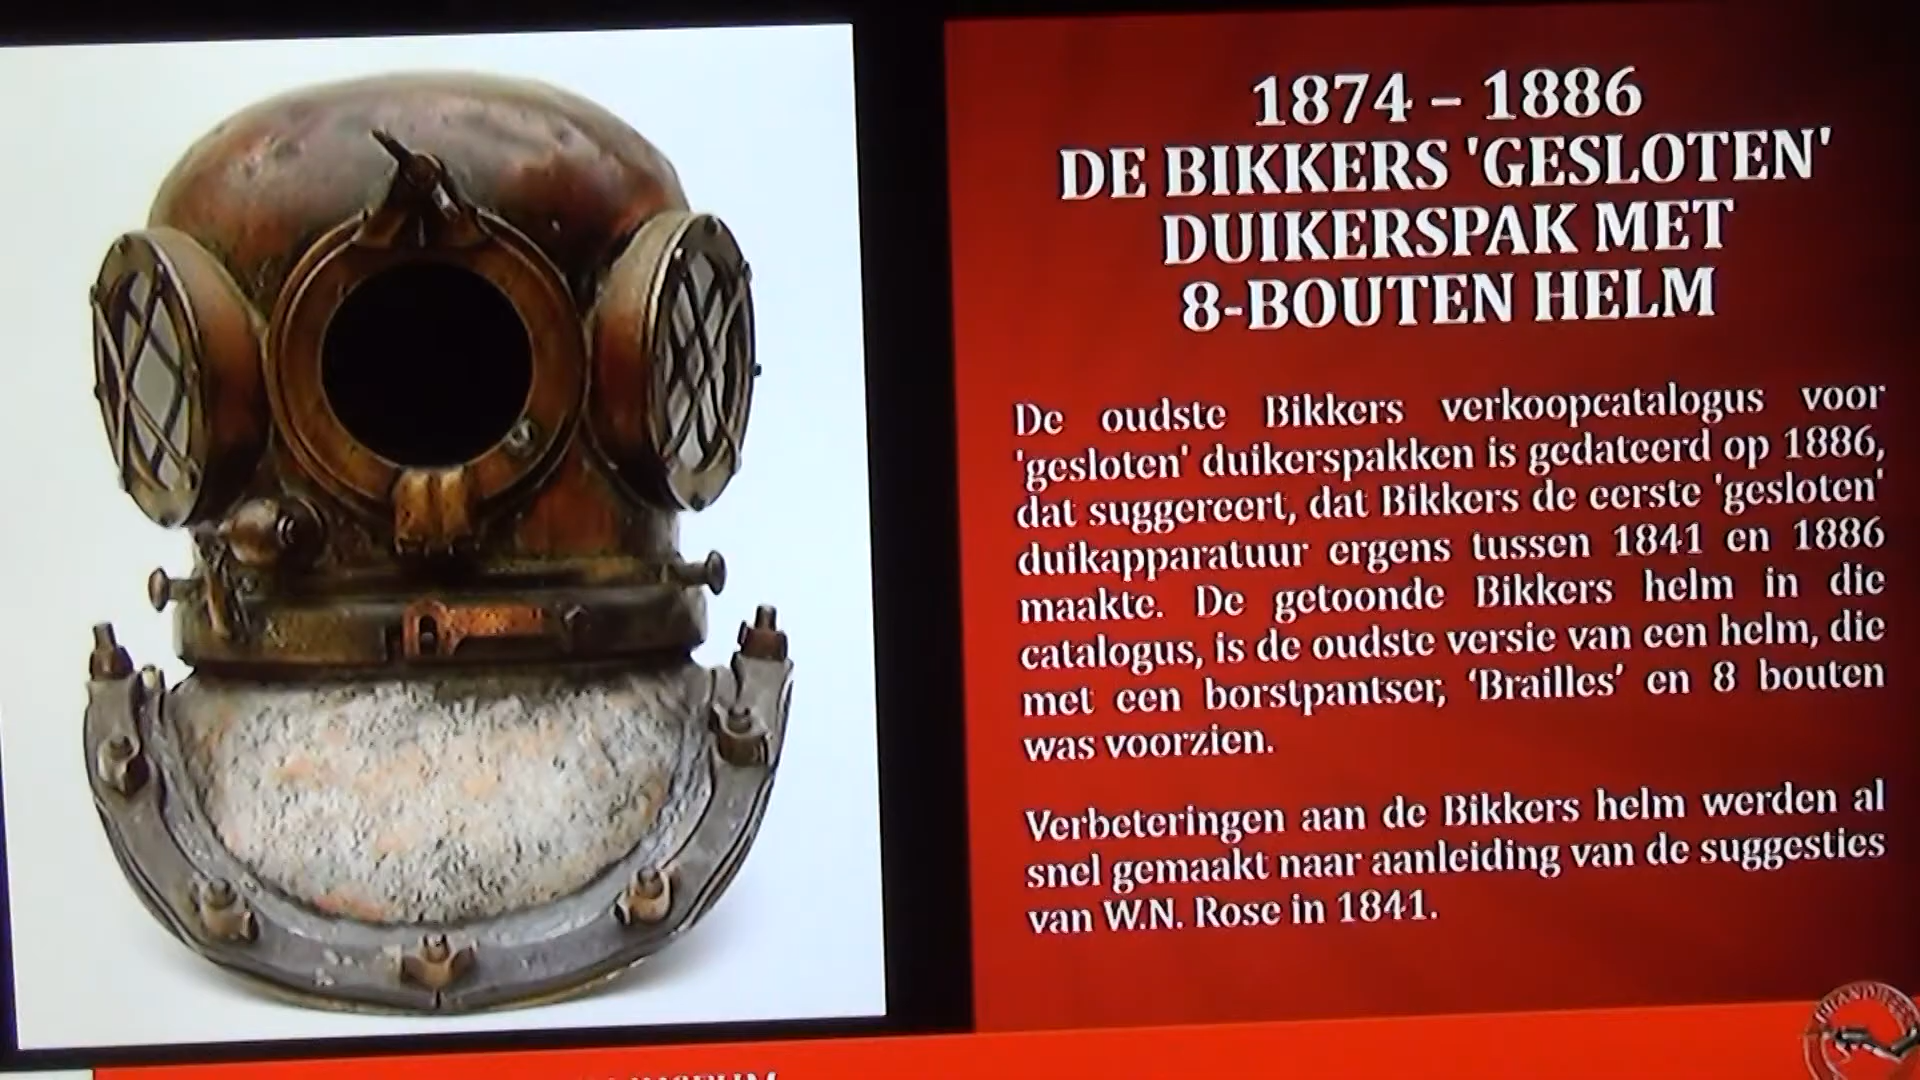 1874 – 1886
DE BIKKERS 'GESLOTEN'
DUIKERSPAK MET
8-BOUTEN HELM
De oudste Bikkers verkoopcatalogus voor
'gesloten' duikerspakken is gedateerd op 1886,
dat suggereert, dat Bikkers de eerste 'gesloten'
duikapparatuur ergens tussen 1841 en 1886
maakte. De getoonde Bikkers helm in die
catalogus, is de oudste versie van een helm, die
met een borstpantser, ‘Brailles’ en 8 bouten
was voorzien.
Verbeteringen aan de Bikkers helm werden al
snel gemaakt naar aanleiding van de suggesties
van W.N. Rose in 1841.